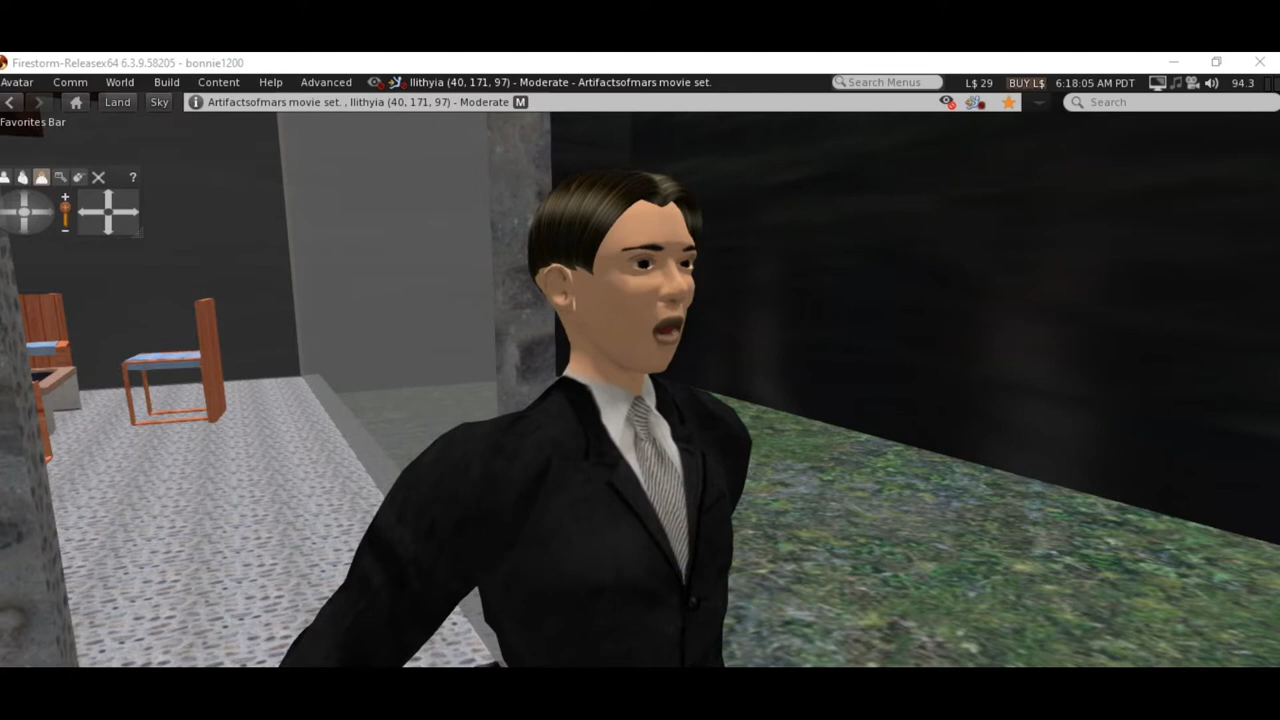 Firestorm-Releasex64 6.3.9.58205 - bonnie1200
Avatar Comm World Build Content Help Advanced Ilithyia (40, 171, 97) - Moderate - Artifactsofmars movie set. Search Menus L$ 29 BUY L$ 6:18:05 AM PDT 94.3
Land Sky Artifactsofmars movie set. , Ilithyia (40, 171, 97) - Moderate M Search
Favorites Bar
?